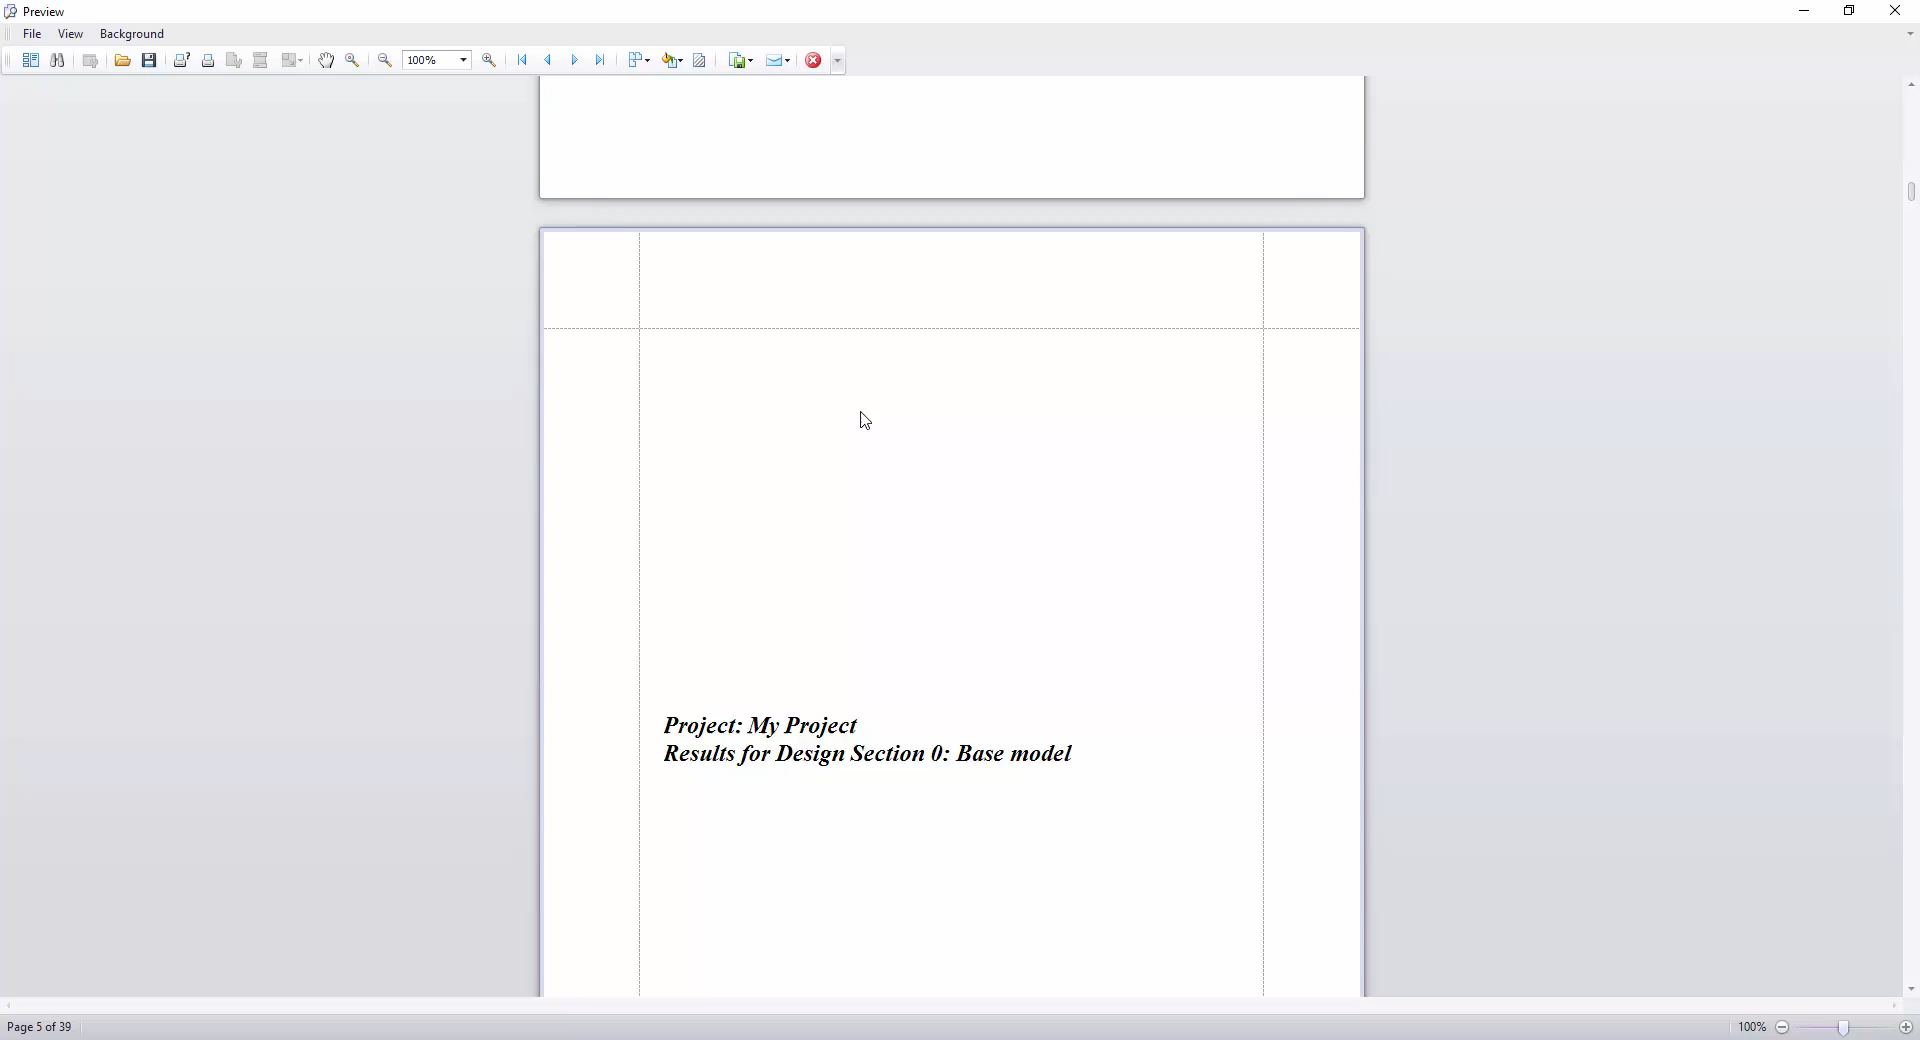 Preview
File View Background
100%
Project: My Project
Results for Design Section 0: Base model
Page 5 of 39
100%